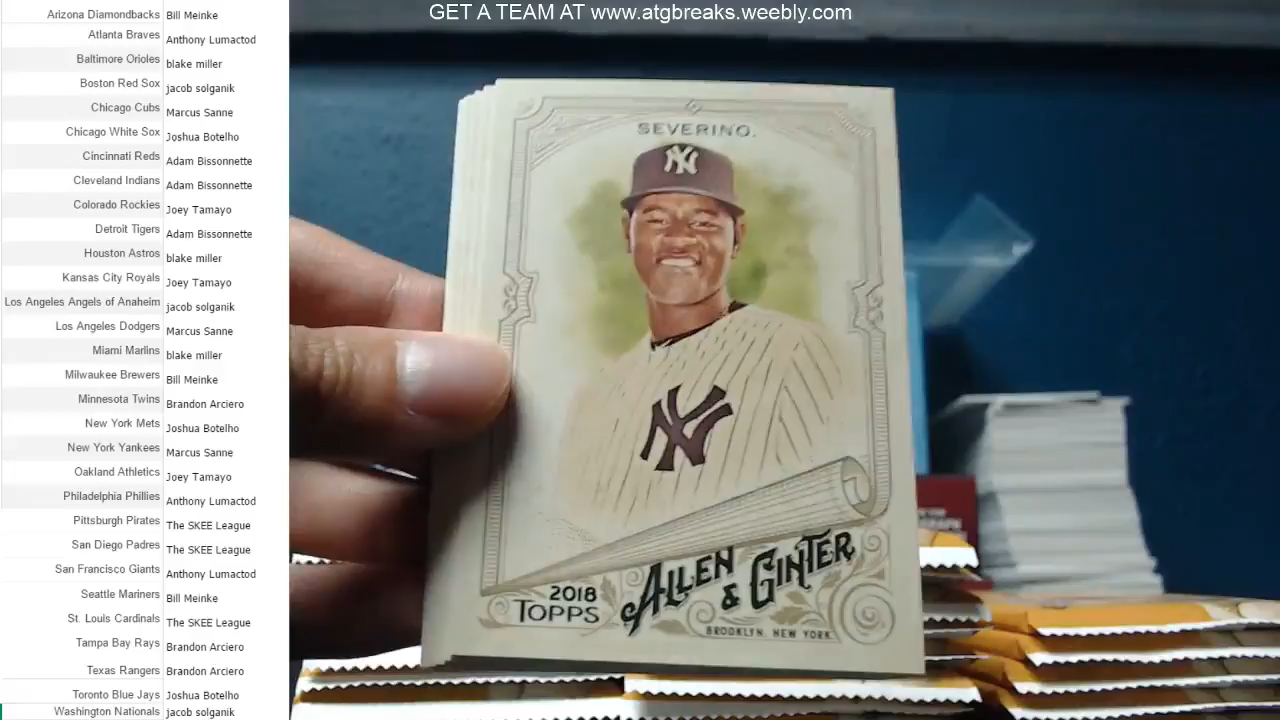 GET A TEAM AT www.atgbreaks.weebly.com
Arizona Diamondbacks Bill Meinke
Atlanta Braves Anthony Lumactod
Baltimore Orioles blake miller
Boston Red Sox jacob solganik
Chicago Cubs Marcus Sanne
Chicago White Sox Joshua Botelho
Cincinnati Reds Adam Bissonnette
Cleveland Indians Adam Bissonnette
Colorado Rockies Joey Tamayo
Detroit Tigers Adam Bissonnette
Houston Astros blake miller
Kansas City Royals Joey Tamayo
Los Angeles Angels of Anaheim jacob solganik
Los Angeles Dodgers Marcus Sanne
Miami Marlins blake miller
Milwaukee Brewers Bill Meinke
Minnesota Twins Brandon Arciero
New York Mets Joshua Botelho
New York Yankees Marcus Sanne
Oakland Athletics Joey Tamayo
Philadelphia Phillies Anthony Lumactod
Pittsburgh Pirates The SKEE League
San Diego Padres The SKEE League
San Francisco Giants Anthony Lumactod
Seattle Mariners Bill Meinke
St. Louis Cardinals The SKEE League
Tampa Bay Rays Brandon Arciero
Texas Rangers Brandon Arciero
Toronto Blue Jays Joshua Botelho
Washington Nationals jacob solganik
SEVERINO.
NY
NY
2018
TOPPS
ALLEN
& GINTER
BROOKLYN, NEW YORK